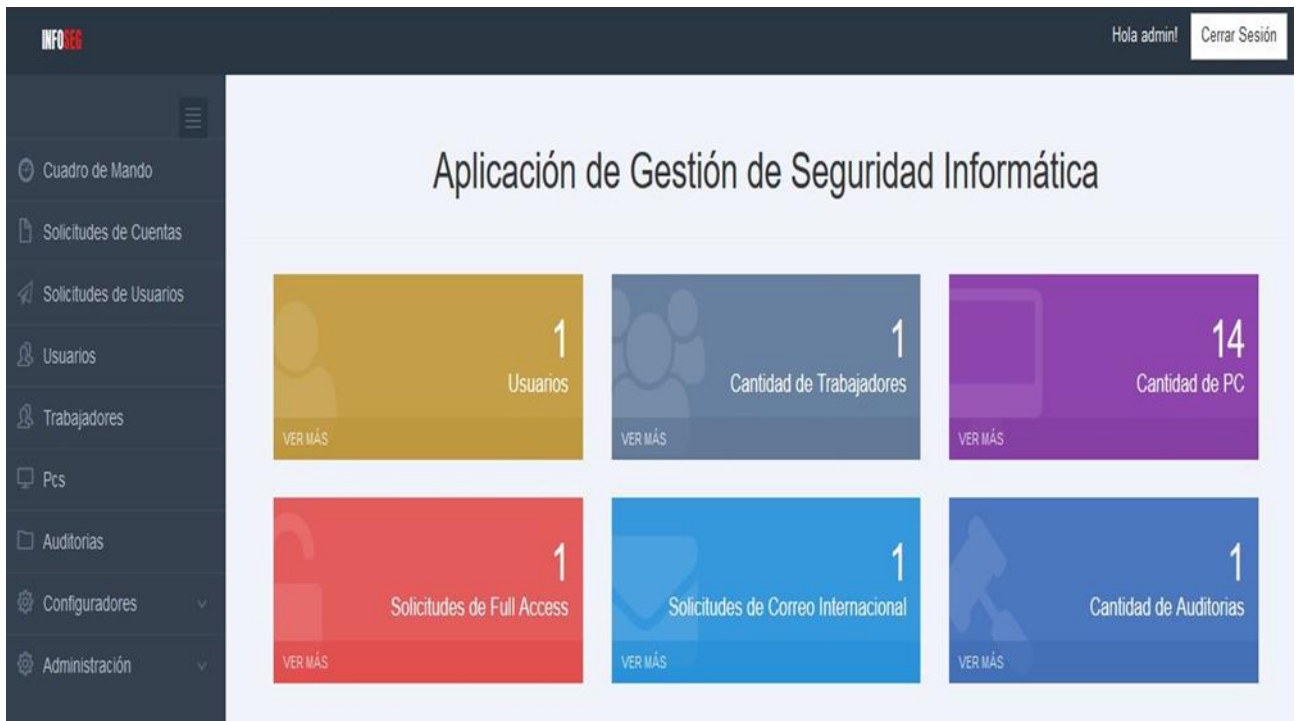 INFOSEG
Hola admin! Cerrar Sesión
Cuadro de Mando
Solicitudes de Cuentas
Solicitudes de Usuarios
Usuarios
Trabajadores
Pcs
Auditorias
Configuradores
Administración
Aplicación de Gestión de Seguridad Informática
1
Usuarios
VER MÁS
1
Cantidad de Trabajadores
VER MÁS
14
Cantidad de PC
VER MÁS
1
Solicitudes de Full Access
VER MÁS
1
Solicitudes de Correo Internacional
VER MÁS
1
Cantidad de Auditorias
VER MÁS